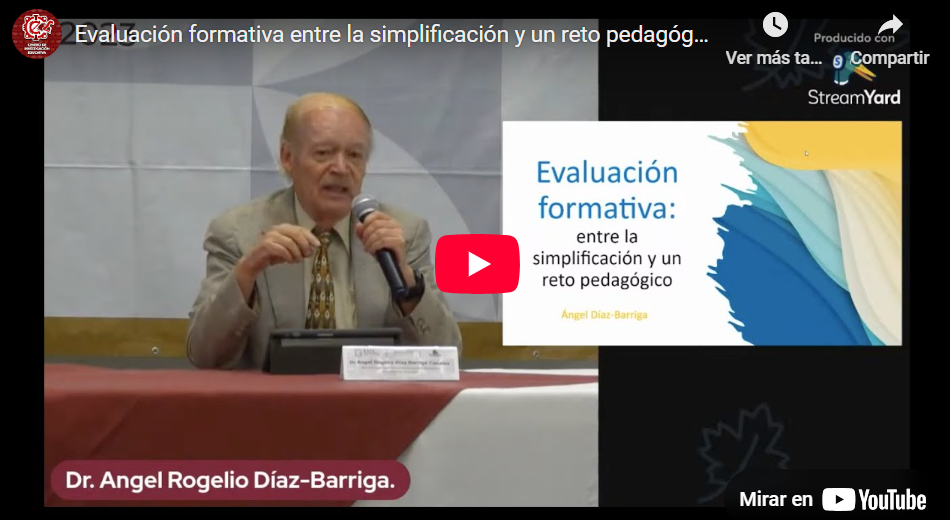 2023
Evaluación formativa entre la simplificación y un reto pedagóg…
Ver más ta…
Compartir
Producido con
StreamYard
Evaluación
formativa:
entre la
simplificación y un
reto pedagógico
Ángel Díaz-Barriga
Dr. Angel Rogelio Díaz-Barriga.
Mirar en YouTube